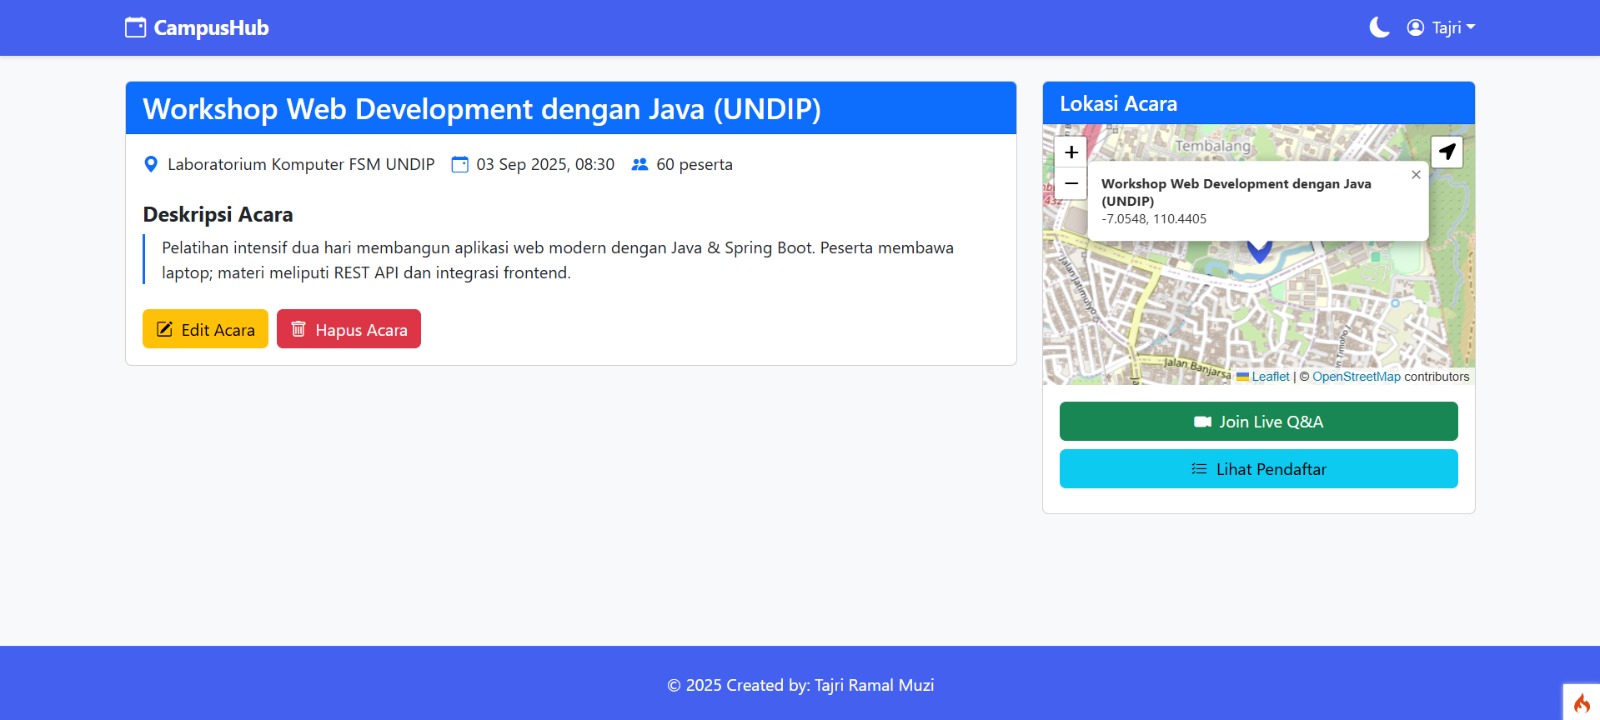 CampusHub
Tajri
Workshop Web Development dengan Java (UNDIP)
Laboratorium Komputer FSM UNDIP
03 Sep 2025, 08:30
60 peserta
Deskripsi Acara
Pelatihan intensif dua hari membangun aplikasi web modern dengan Java & Spring Boot. Peserta membawa
laptop; materi meliputi REST API dan integrasi frontend.
Edit Acara
Hapus Acara
Lokasi Acara
Tembalang
+
−
Workshop Web Development dengan Java
(UNDIP)
-7.0548, 110.4405
×
432
Jalan Jatimulyo
Jalan Banjarsa
Leaflet | © OpenStreetMap contributors
Join Live Q&A
Lihat Pendaftar
© 2025 Created by: Tajri Ramal Muzi